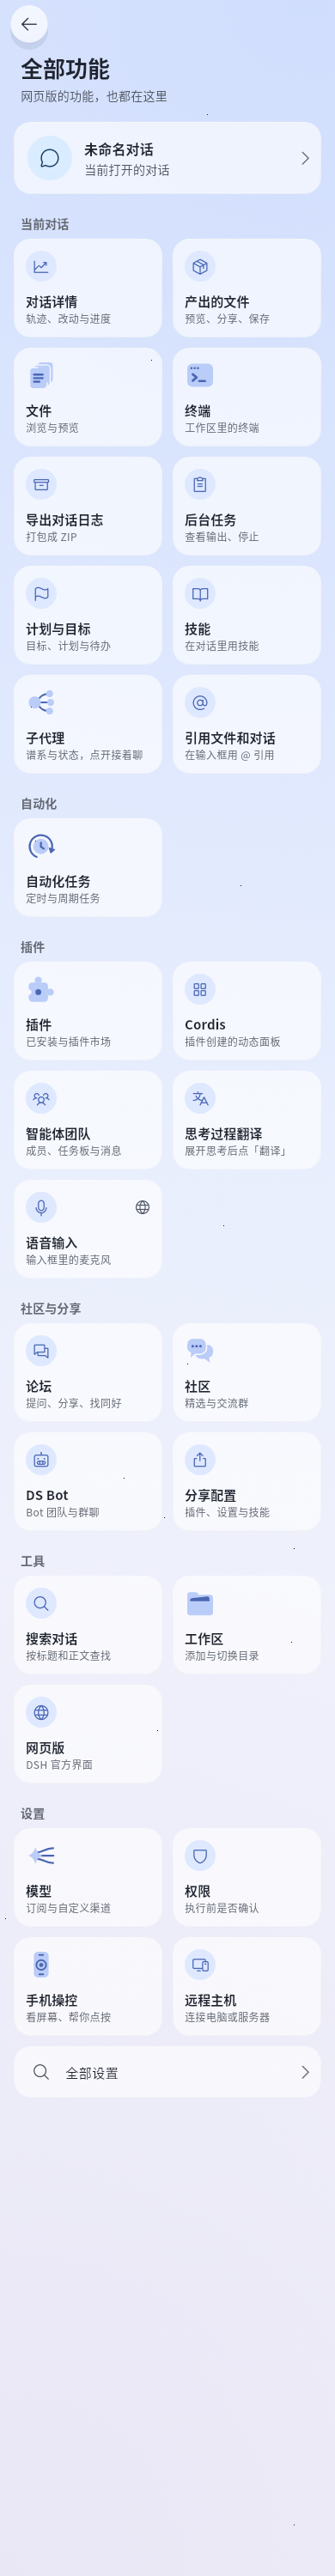 全部功能
网页版的功能，也都在这里
未命名对话
当前打开的对话
当前对话
对话详情
轨迹、改动与进度
产出的文件
预览、分享、保存
文件
浏览与预览
终端
工作区里的终端
导出对话日志
打包成 ZIP
后台任务
查看输出、停止
计划与目标
目标、计划与待办
技能
在对话里用技能
子代理
谱系与状态，点开接着聊
引用文件和对话
在输入框用 @ 引用
自动化
自动化任务
定时与周期任务
插件
插件
已安装与插件市场
Cordis
插件创建的动态面板
智能体团队
成员、任务板与消息
思考过程翻译
展开思考后点「翻译」
语音输入
输入框里的麦克风
社区与分享
论坛
提问、分享、找同好
社区
精选与交流群
DS Bot
Bot 团队与群聊
分享配置
插件、设置与技能
工具
搜索对话
按标题和正文查找
工作区
添加与切换目录
网页版
DSH 官方界面
设置
模型
订阅与自定义渠道
权限
执行前是否确认
手机操控
看屏幕、帮你点按
远程主机
连接电脑或服务器
全部设置